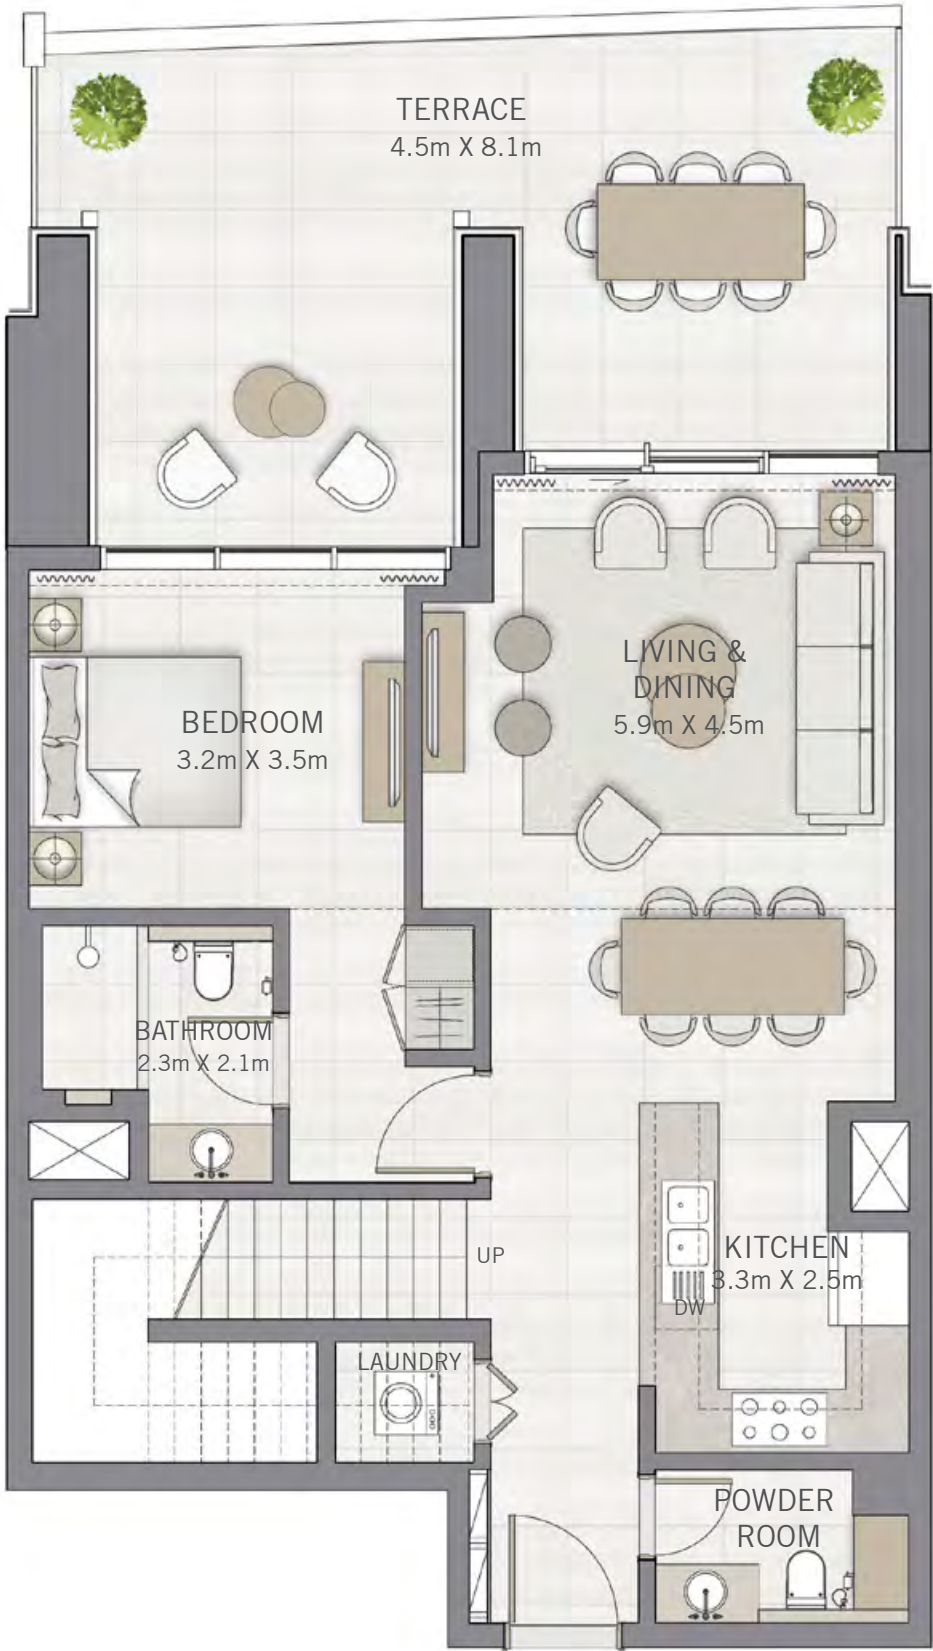 TERRACE
4.5m X 8.1m
LIVING &
DINING
5.9m X 4.5m
BEDROOM
3.2m X 3.5m
BATHROOM
2.3m X 2.1m
UP
KITCHEN
3.3m X 2.5m
DW
LAUNDRY
POWDER
ROOM